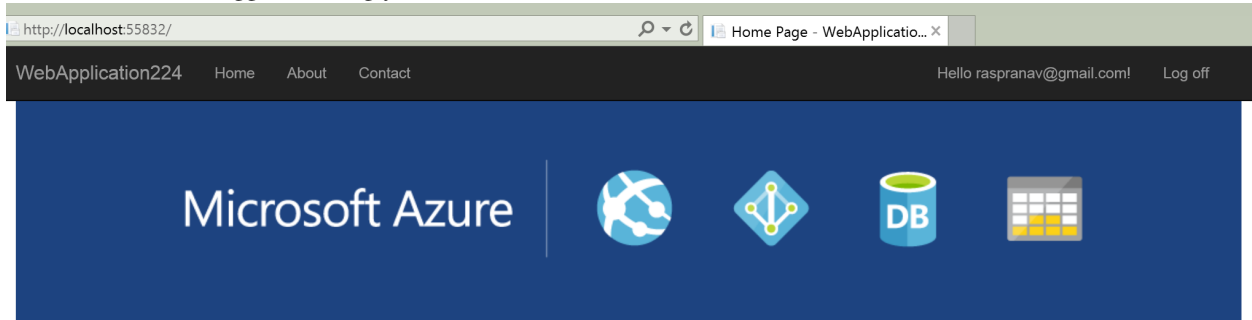 http://localhost:55832/
Home Page - WebApplicatio...
WebApplication224 Home About Contact Hello raspranav@gmail.com! Log off
Microsoft Azure
DB